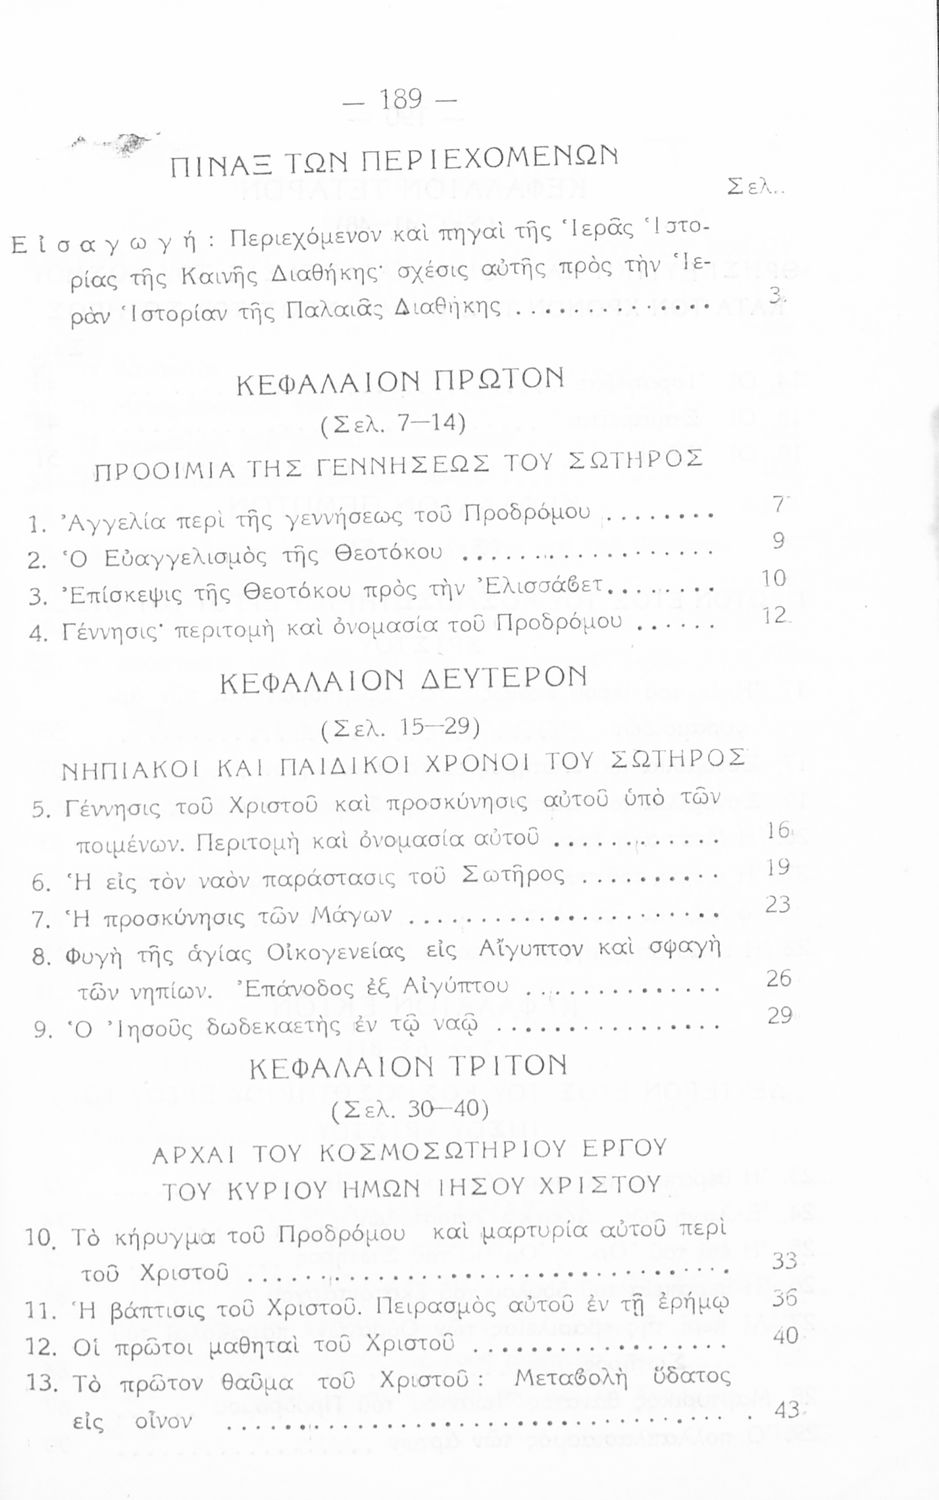 — 189 —
ΠΙΝΑΞ ΤΩΝ ΠΕΡΙΕΧΟΜΕΝΩΝ
Σελ.
Εἰσαγωγή : Περιεχόμενον καὶ πηγαὶ τῆς Ἱερᾶς Ἱστο-
ρίας τῆς Καινῆς Διαθήκης· σχέσις αὐτῆς πρὸς τὴν Ἱε-
ρὰν Ἱστορίαν τῆς Παλαιᾶς Διαθήκης . . . . . . . . . . . . 3
ΚΕΦΑΛΑΙΟΝ ΠΡΩΤΟΝ
(Σελ. 7—14)
ΠΡΟΟΙΜΙΑ ΤΗΣ ΓΕΝΝΗΣΕΩΣ ΤΟΥ ΣΩΤΗΡΟΣ
1. Ἀγγελία περὶ τῆς γεννήσεως τοῦ Προδρόμου . . . . . . . . 7
2. Ὁ Εὐαγγελισμὸς τῆς Θεοτόκου . . . . . . . . . . . . . . . 9
3. Ἐπίσκεψις τῆς Θεοτόκου πρὸς τὴν Ἐλισσάβετ. . . . . . . . 10
4. Γέννησις· περιτομὴ καὶ ὀνομασία τοῦ Προδρόμου . . . . . . 12
ΚΕΦΑΛΑΙΟΝ ΔΕΥΤΕΡΟΝ
(Σελ. 15—29)
ΝΗΠΙΑΚΟΙ ΚΑΙ ΠΑΙΔΙΚΟΙ ΧΡΟΝΟΙ ΤΟΥ ΣΩΤΗΡΟΣ
5. Γέννησις τοῦ Χριστοῦ καὶ προσκύνησις αὐτοῦ ὑπὸ τῶν
ποιμένων. Περιτομὴ καὶ ὀνομασία αὐτοῦ . . . . . . . . . . . 16
6. Ἡ εἰς τὸν ναὸν παράστασις τοῦ Σωτῆρος . . . . . . . . . . 19
7. Ἡ προσκύνησις τῶν Μάγων . . . . . . . . . . . . . . . . . . 23
8. Φυγὴ τῆς ἁγίας Οἰκογενείας εἰς Αἴγυπτον καὶ σφαγὴ
τῶν νηπίων. Ἐπάνοδος ἐξ Αἰγύπτου . . . . . . . . . . . . . 26
9. Ὁ Ἰησοῦς δωδεκαετὴς ἐν τῷ ναῷ . . . . . . . . . . . . . . 29
ΚΕΦΑΛΑΙΟΝ ΤΡΙΤΟΝ
(Σελ. 30—40)
ΑΡΧΑΙ ΤΟΥ ΚΟΣΜΟΣΩΤΗΡΙΟΥ ΕΡΓΟΥ
ΤΟΥ ΚΥΡΙΟΥ ΗΜΩΝ ΙΗΣΟΥ ΧΡΙΣΤΟΥ
10. Τὸ κήρυγμα τοῦ Προδρόμου καὶ μαρτυρία αὐτοῦ περὶ
τοῦ Χριστοῦ . . . . . . . . . . . . . . . . . . . . . . . . . . . 33
11. Ἡ βάπτισις τοῦ Χριστοῦ. Πειρασμὸς αὐτοῦ ἐν τῇ ἐρήμῳ 36
12. Οἱ πρῶτοι μαθηταὶ τοῦ Χριστοῦ . . . . . . . . . . . . . . . 40
13. Τὸ πρῶτον θαῦμα τοῦ Χριστοῦ : Μεταβολὴ ὕδατος
εἰς οἶνον . . . . . . . . . . . . . . . . . . . . . . . . . . . . . 43